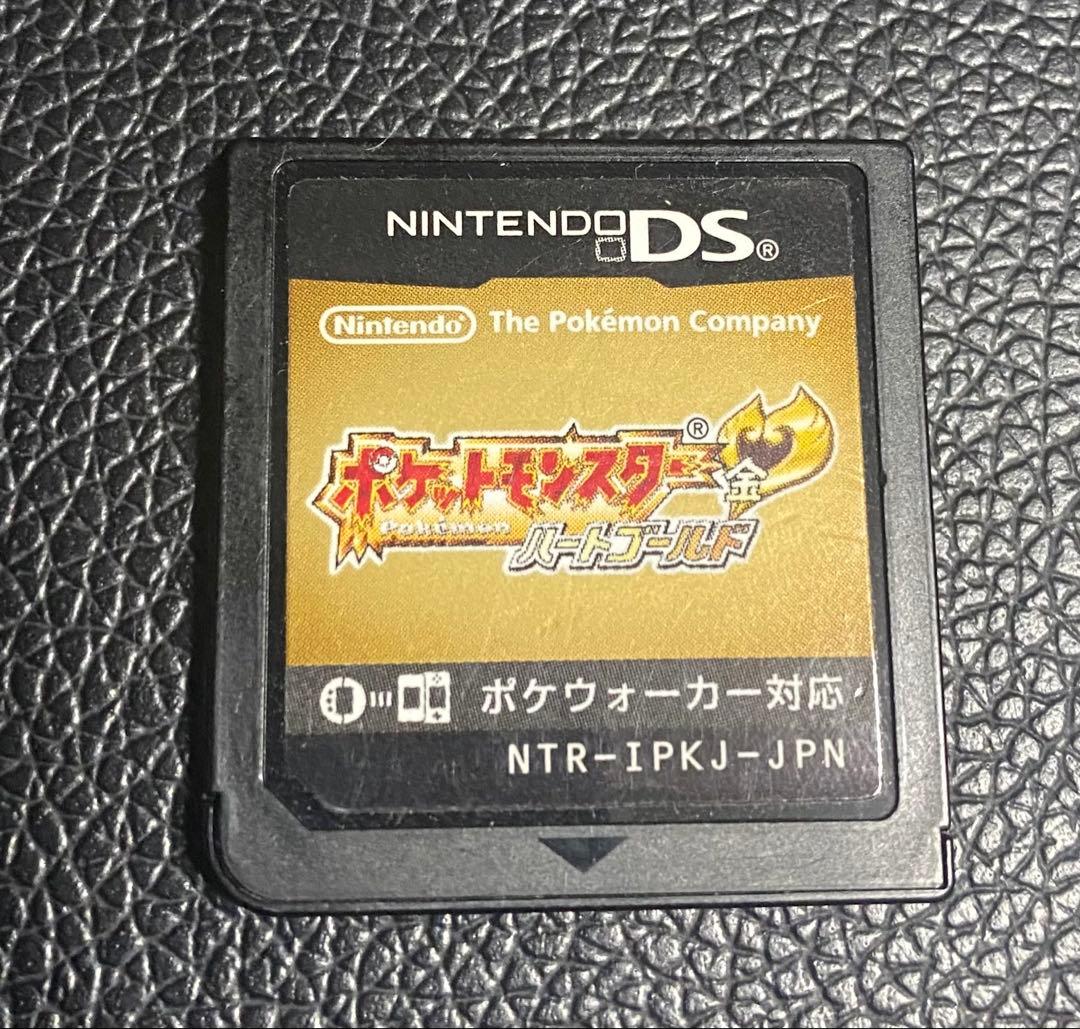 NINTENDO DS®
Nintendo® The Pokémon Company
ポケットモンスター®
金
Pokémon
ハートゴールド
ポケウォーカー対応
NTR-IPKJ-JPN